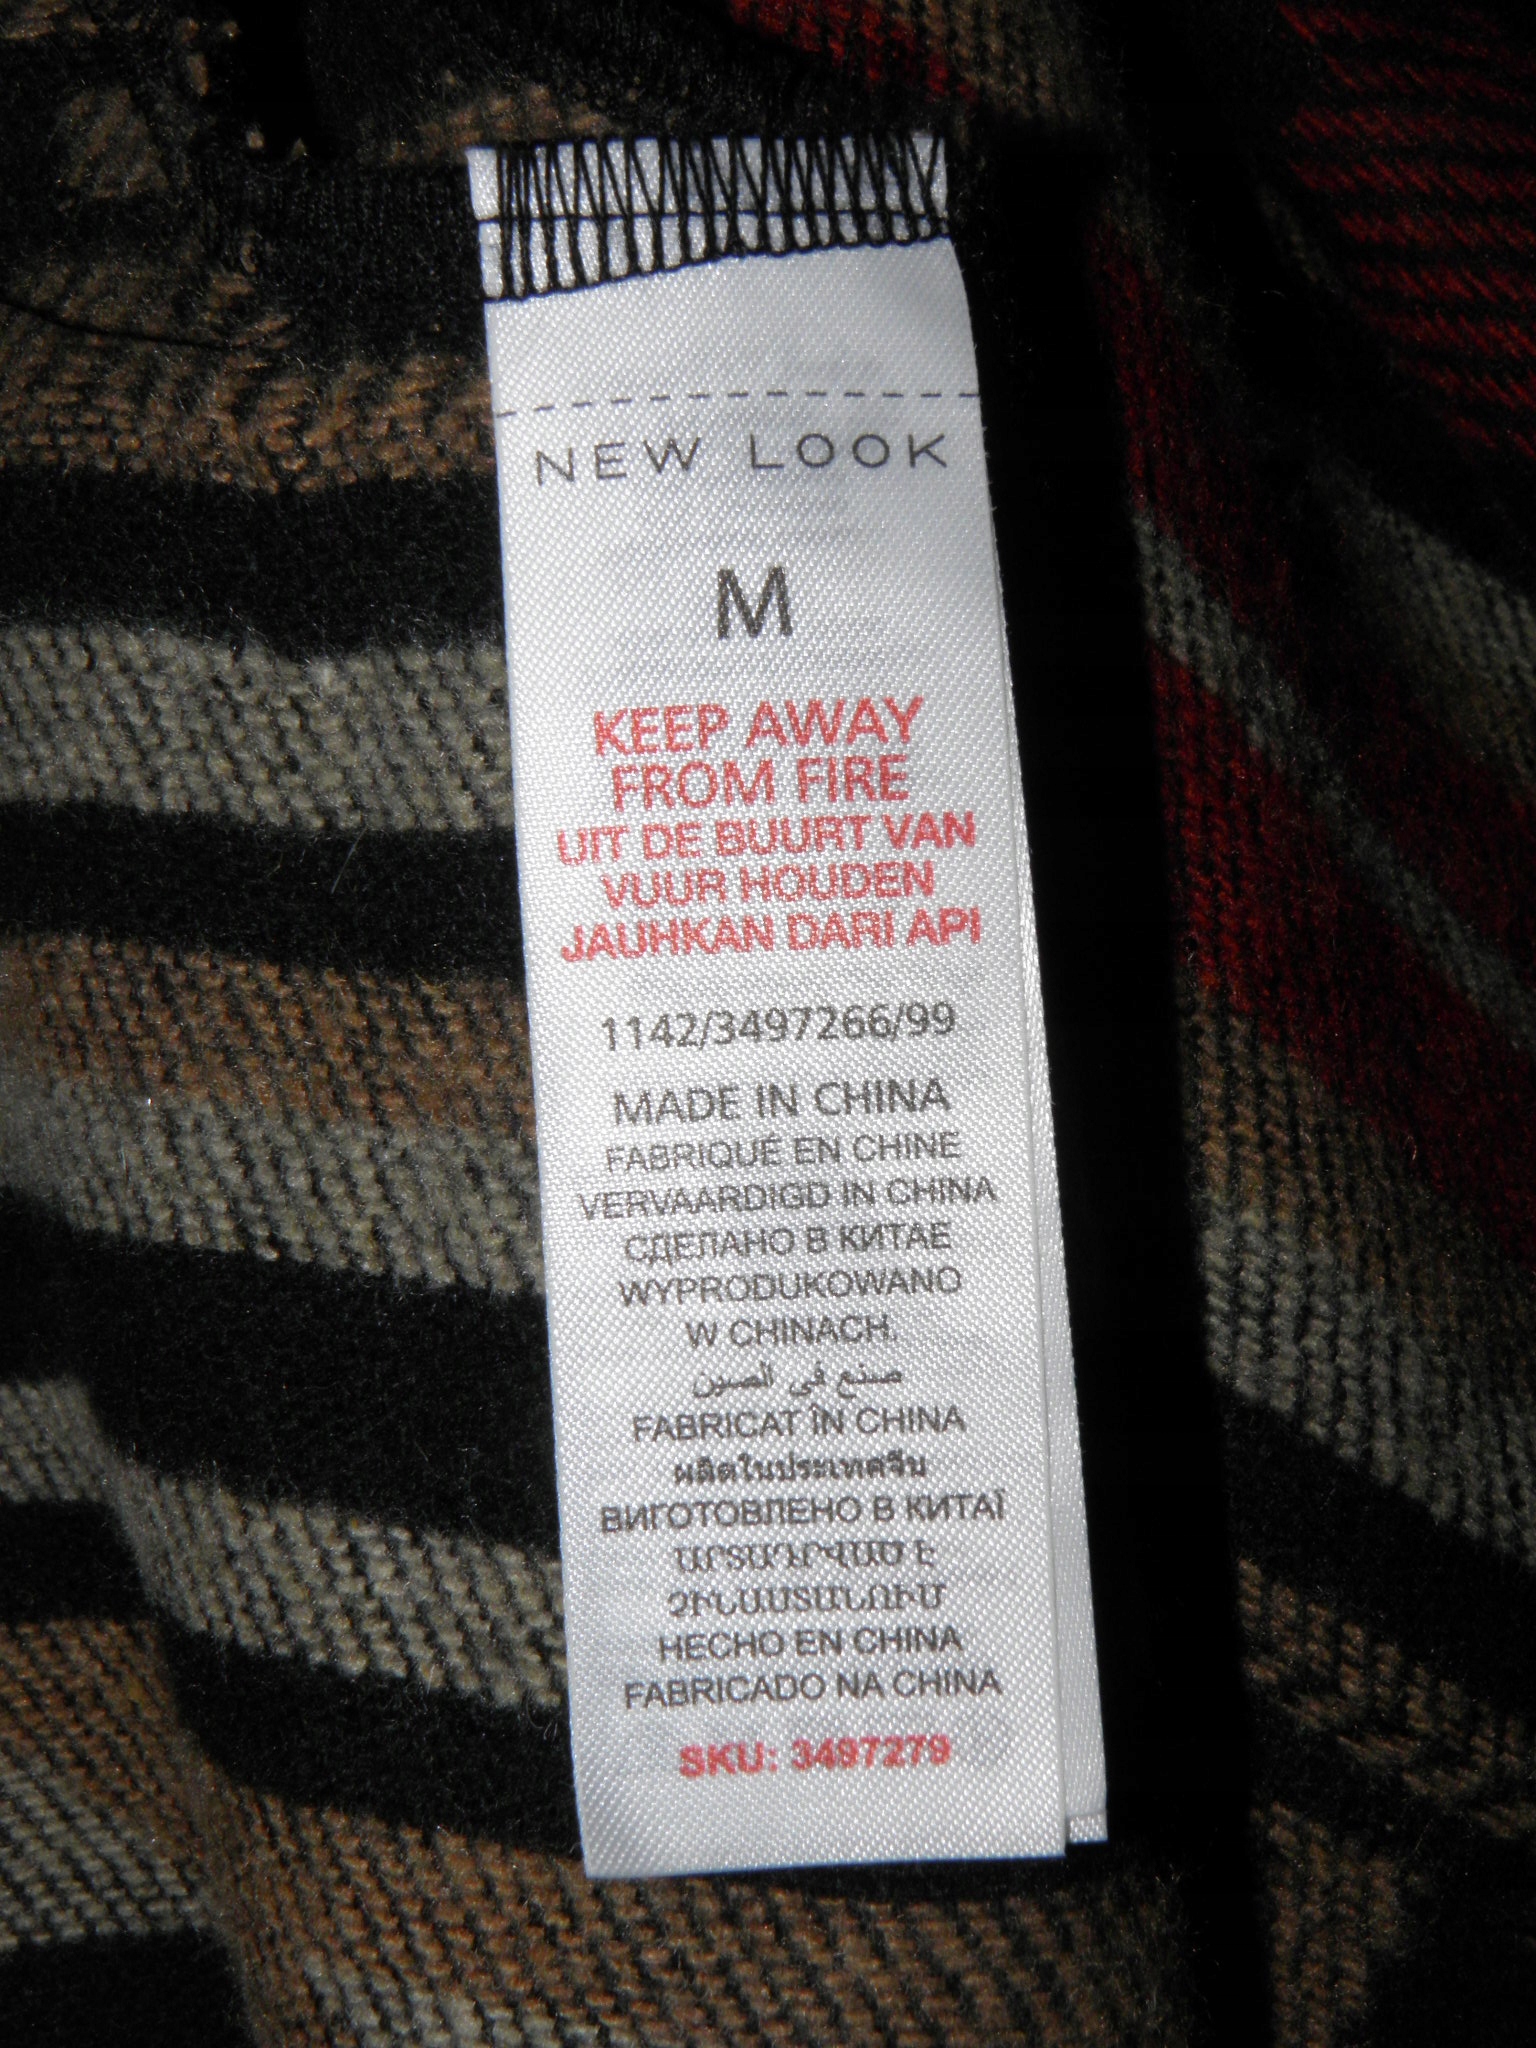 NEW LOOK
M
KEEP AWAY
FROM FIRE
UIT DE BUURT VAN
VUUR HOUDEN
JAUHKAN DARI API
1142/3497266/99
MADE IN CHINA
FABRIQUÉ EN CHINE
VERVAARDIGD IN CHINA
СДЕЛАНО В КИТАЕ
WYPRODUKOWANO
W CHINACH.
صنع في الصين
FABRICAT ÎN CHINA
ผลิตในประเทศจีน
ВИГОТОВЛЕНО В КИТАЇ
ԱՐՏԱԴՐՎԱԾ Է
ՉԻՆԱՍՏԱՆՈՒՄ
HECHO EN CHINA
FABRICADO NA CHINA
SKU: 3497279